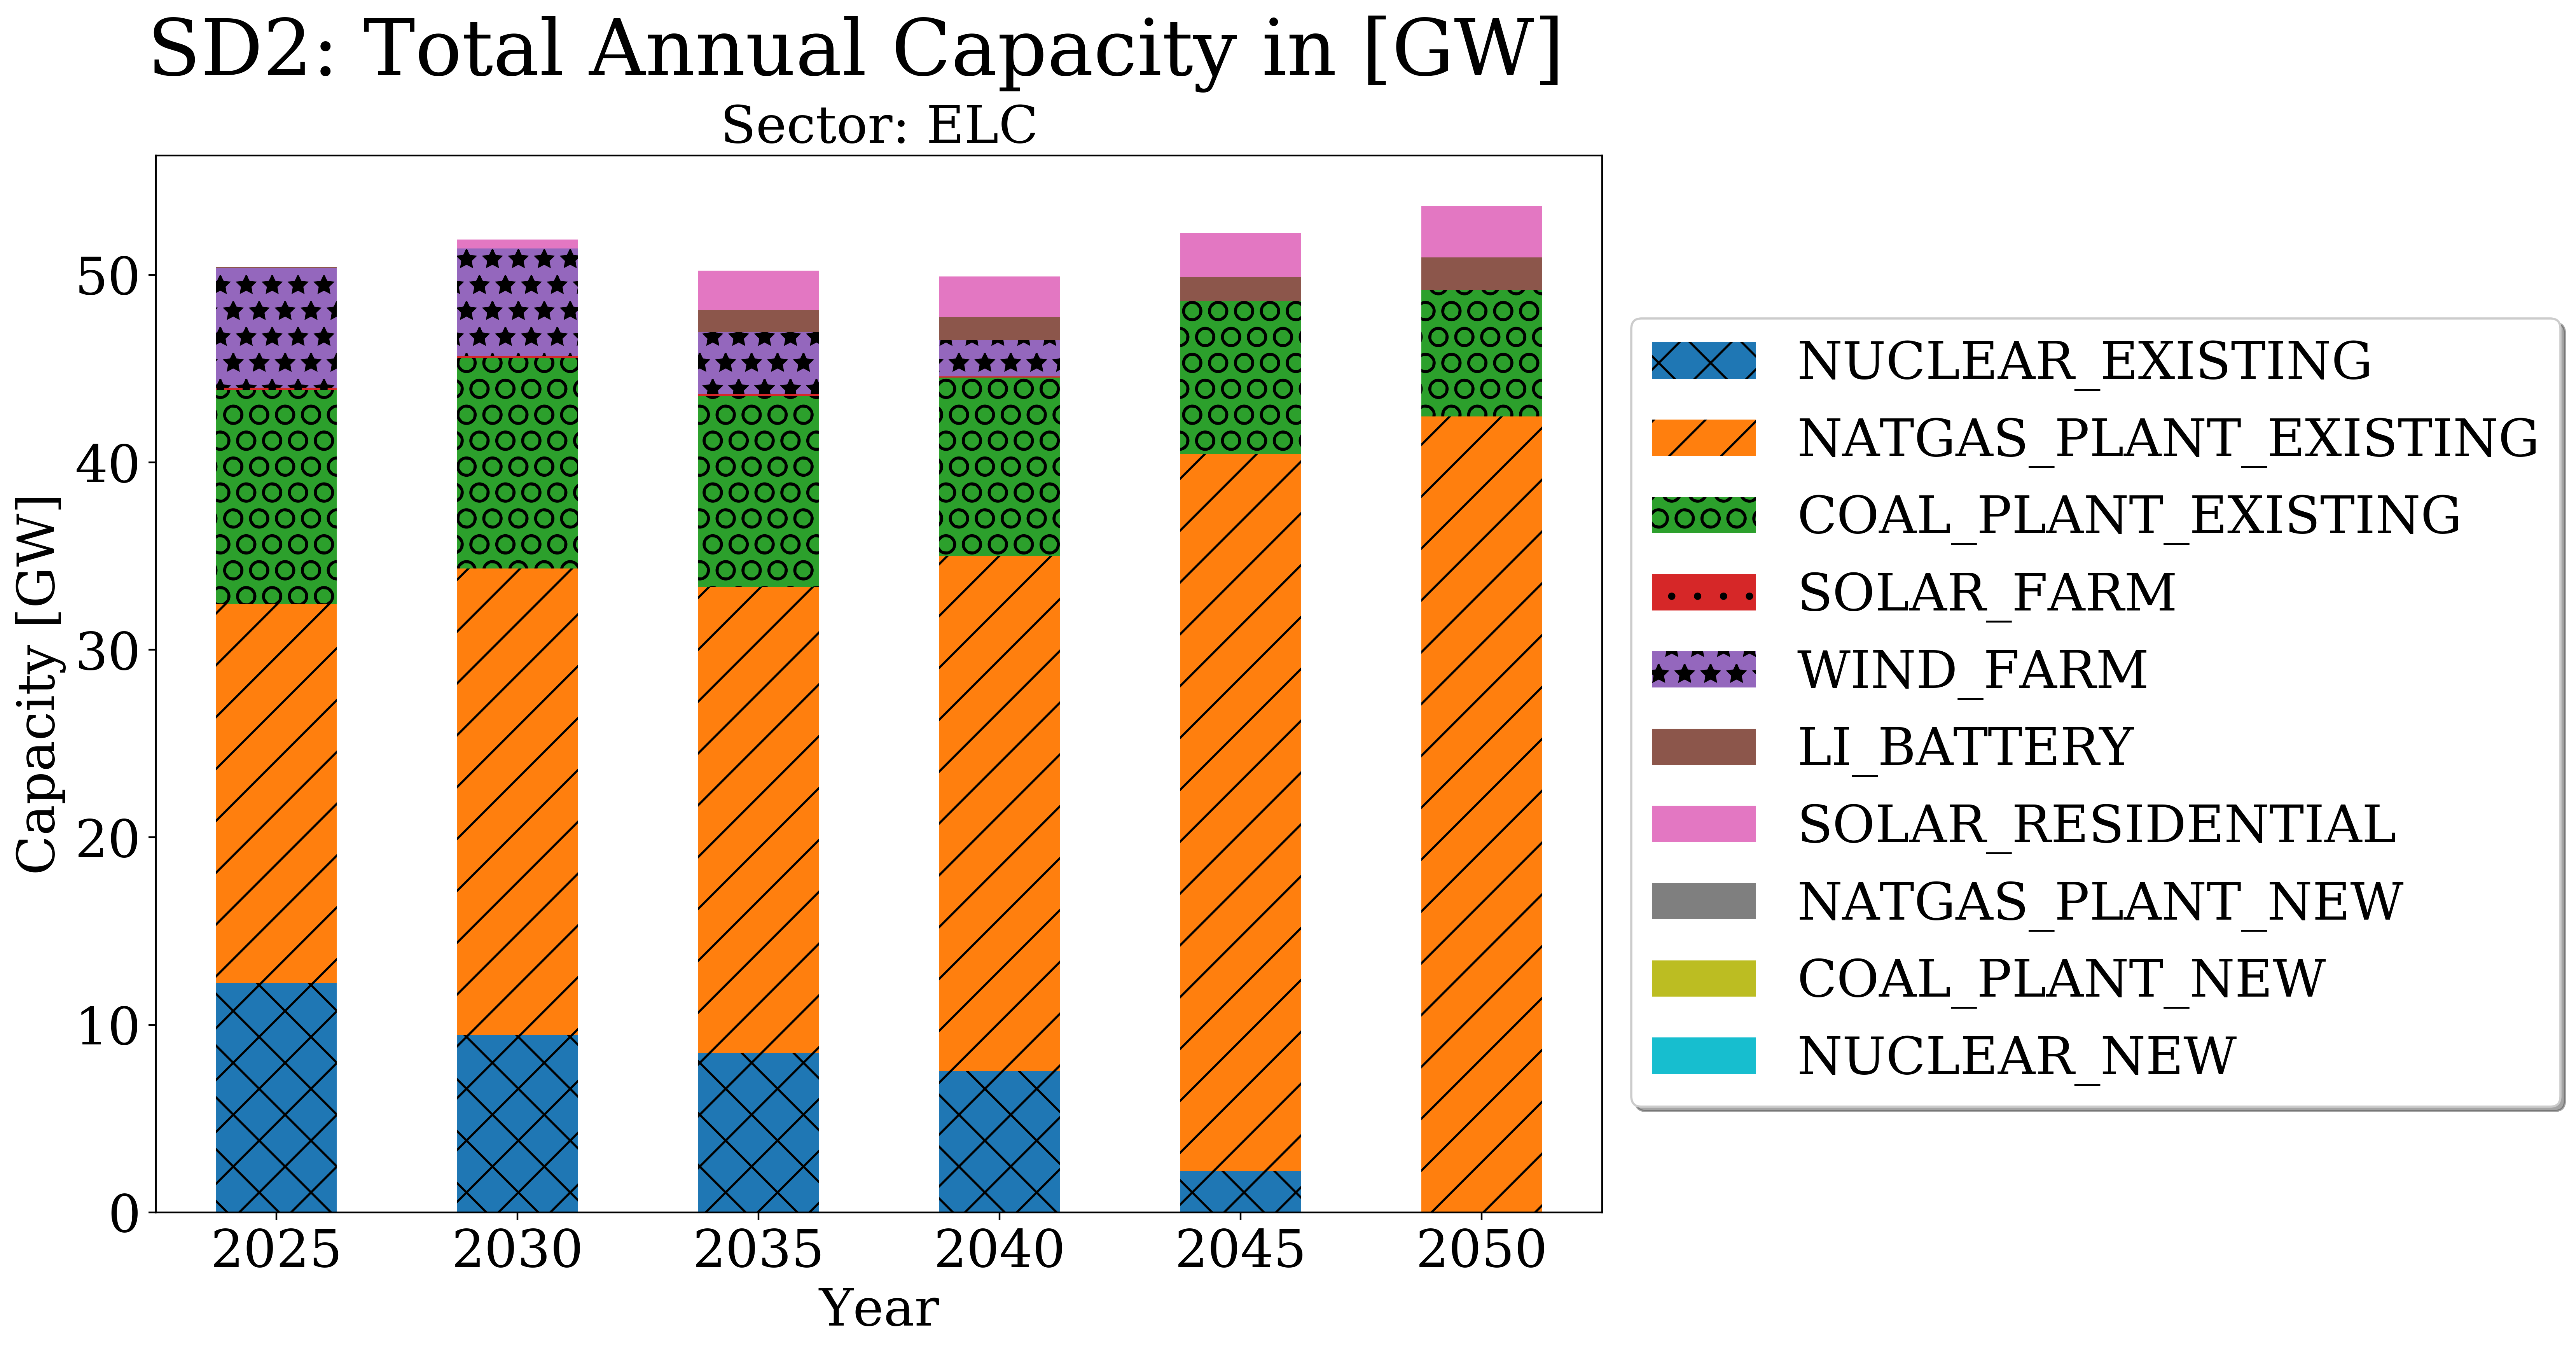 SD2: Total Annual Capacity in [GW]
Sector: ELC
Capacity [GW]
50
40
30
20
10
0
2025 2030 2035 2040 2045 2050
Year
NUCLEAR_EXISTING
NATGAS_PLANT_EXISTING
COAL_PLANT_EXISTING
SOLAR_FARM
WIND_FARM
LI_BATTERY
SOLAR_RESIDENTIAL
NATGAS_PLANT_NEW
COAL_PLANT_NEW
NUCLEAR_NEW